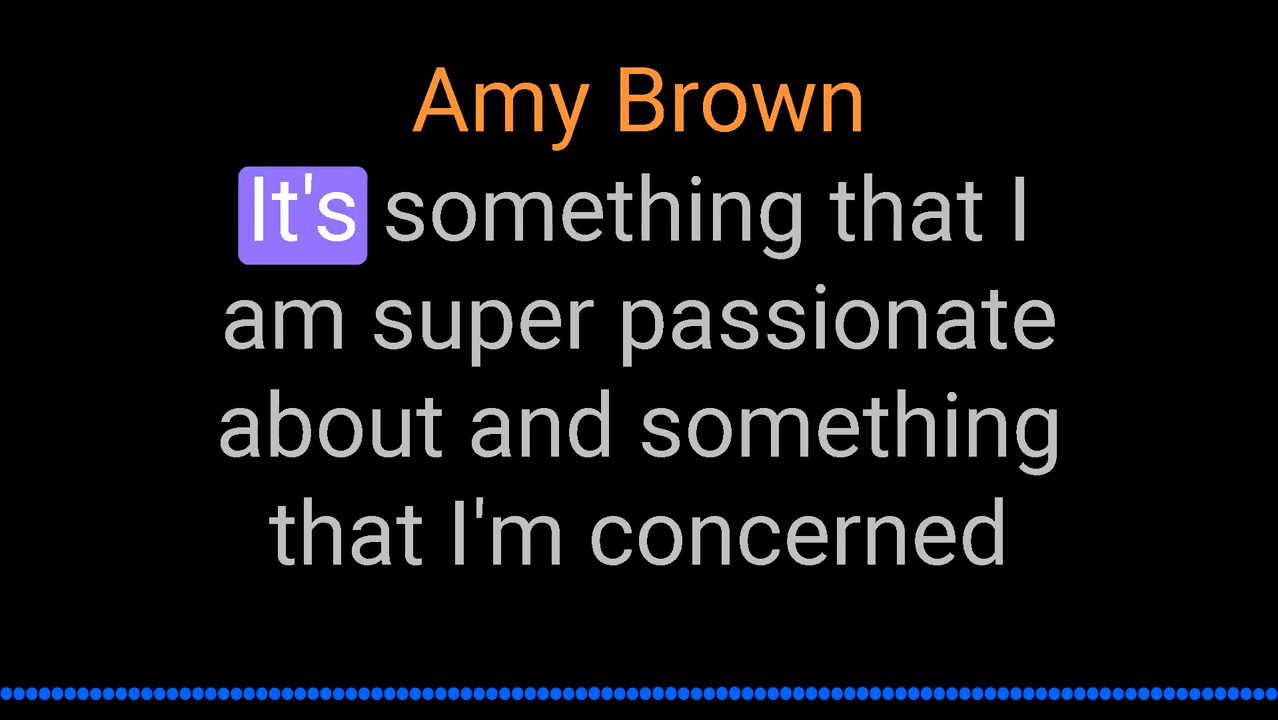 Amy Brown
It's something that I
am super passionate
about and something
that I'm concerned